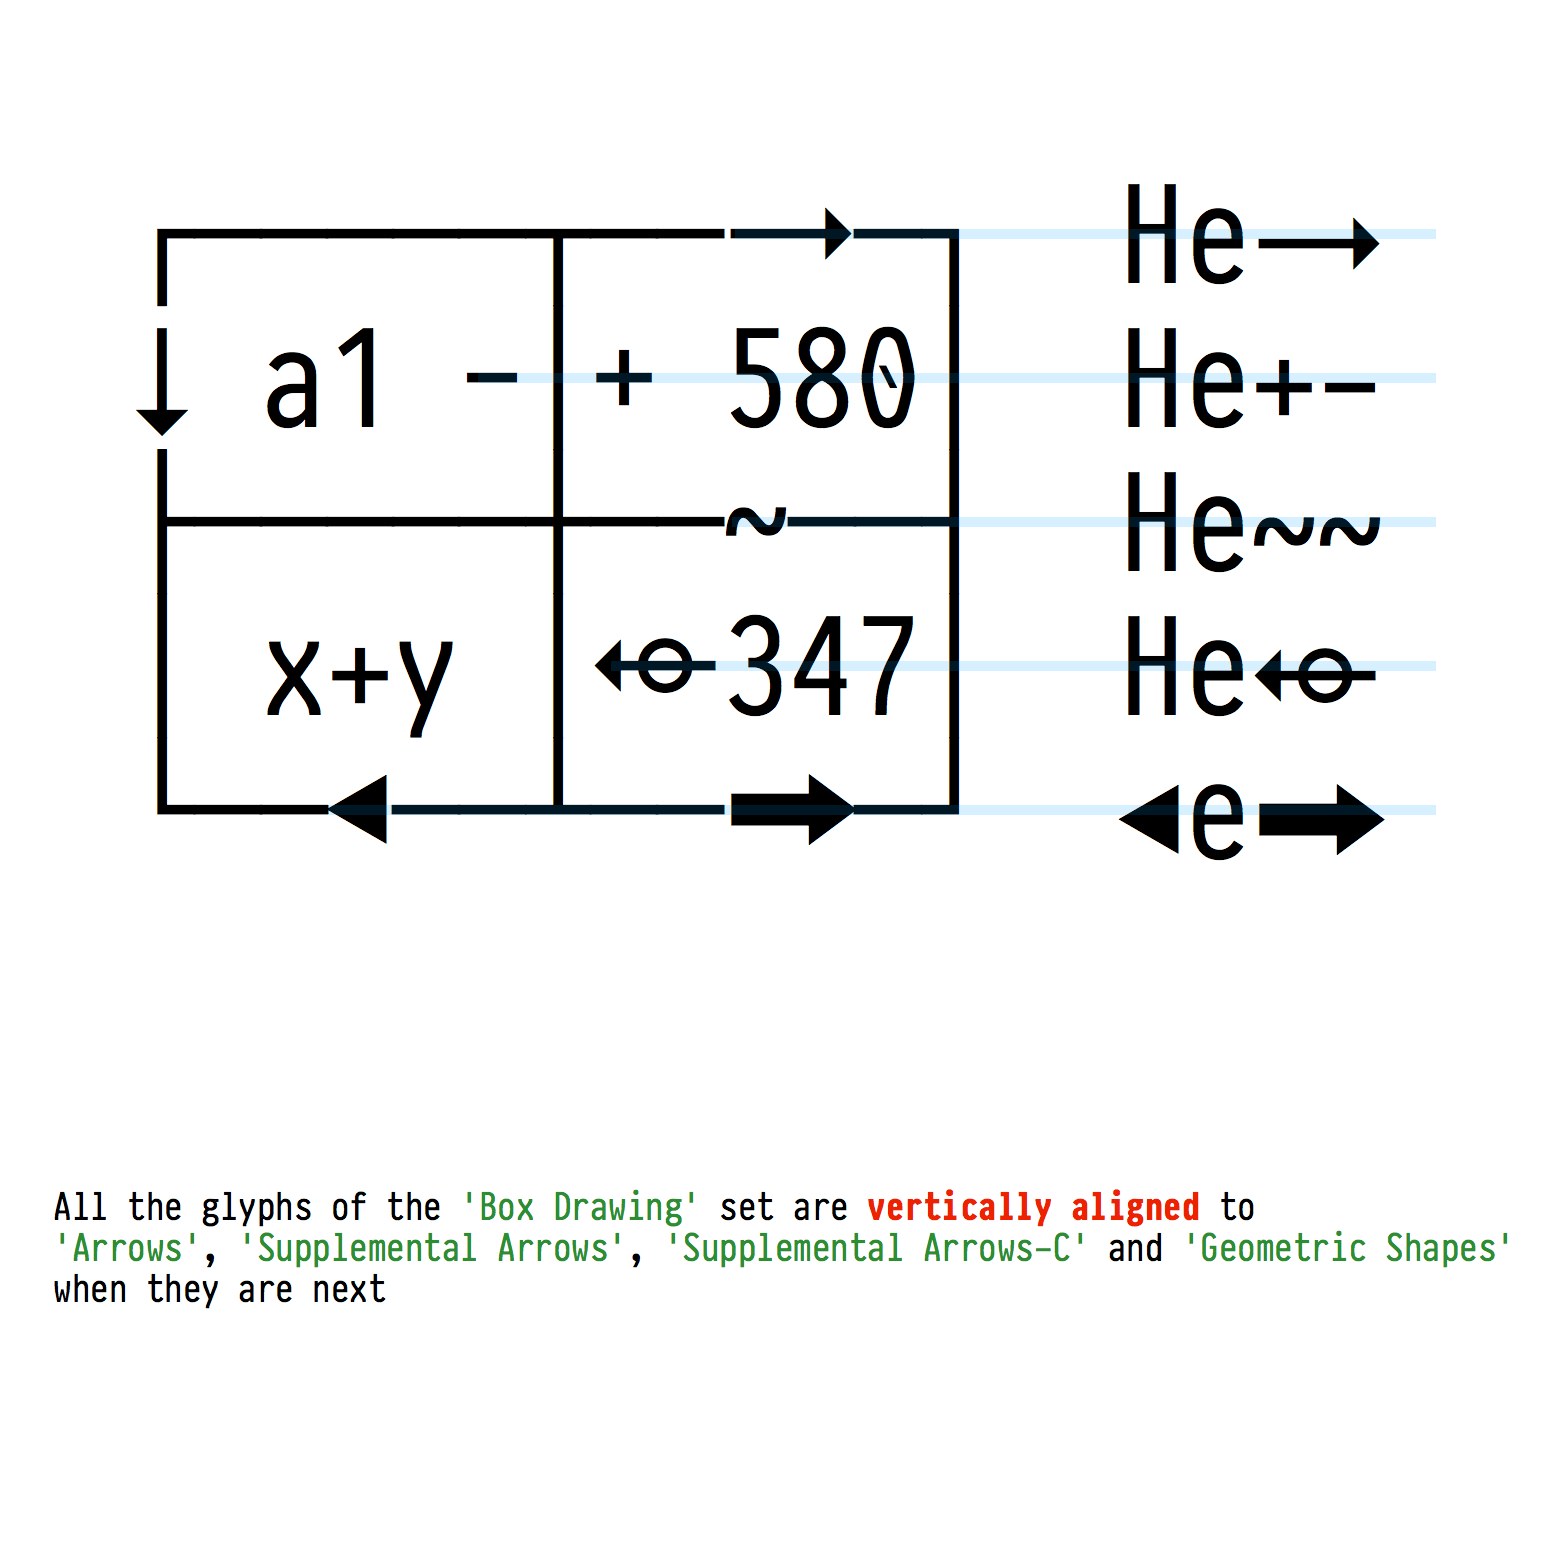 He→
a1 − + 580 He+−
~ He~~
x+y ⬰347 He⬰
◀e➡
All the glyphs of the 'Box Drawing' set are vertically aligned to
'Arrows', 'Supplemental Arrows', 'Supplemental Arrows-C' and 'Geometric Shapes'
when they are next